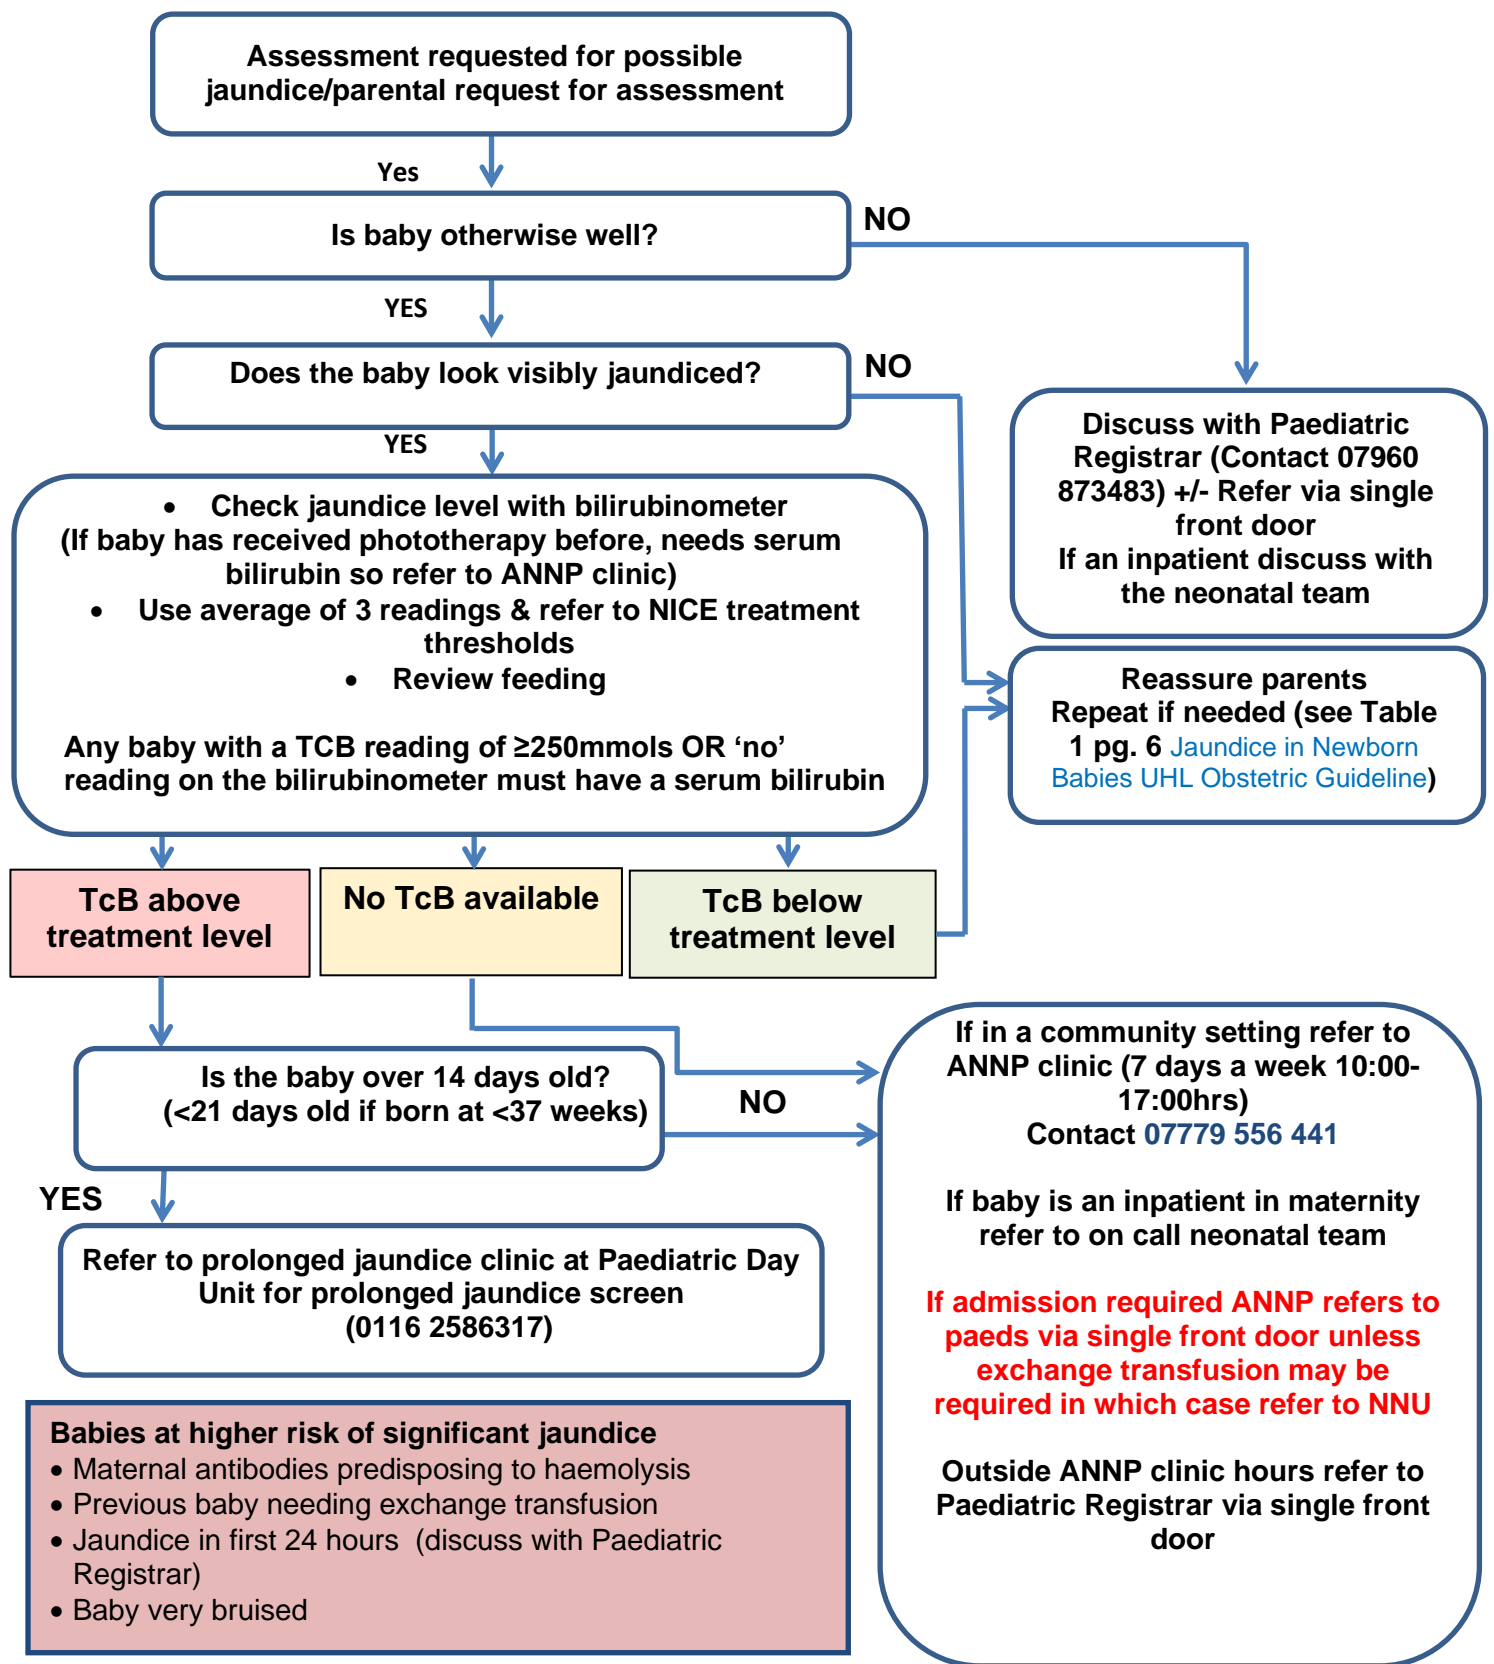 Assessment requested for possible
jaundice/parental request for assessment
Yes
Is baby otherwise well?
NO
YES
Does the baby look visibly jaundiced?
NO
YES
Discuss with Paediatric
Registrar (Contact 07960
873483) +/- Refer via single
front door
If an inpatient discuss with
the neonatal team
• Check jaundice level with bilirubinometer
(If baby has received phototherapy before, needs serum
bilirubin so refer to ANNP clinic)
• Use average of 3 readings & refer to NICE treatment
thresholds
• Review feeding
Any baby with a TCB reading of ≥250mmols OR ‘no’
reading on the bilirubinometer must have a serum bilirubin
Reassure parents
Repeat if needed (see Table
1 pg. 6 Jaundice in Newborn
Babies UHL Obstetric Guideline)
TcB above
treatment level
No TcB available
TcB below
treatment level
Is the baby over 14 days old?
(<21 days old if born at <37 weeks)
NO
YES
Refer to prolonged jaundice clinic at Paediatric Day
Unit for prolonged jaundice screen
(0116 2586317)
If in a community setting refer to
ANNP clinic (7 days a week 10:00-
17:00hrs)
Contact 07779 556 441
If baby is an inpatient in maternity
refer to on call neonatal team
If admission required ANNP refers to
paeds via single front door unless
exchange transfusion may be
required in which case refer to NNU
Outside ANNP clinic hours refer to
Paediatric Registrar via single front
door
Babies at higher risk of significant jaundice
• Maternal antibodies predisposing to haemolysis
• Previous baby needing exchange transfusion
• Jaundice in first 24 hours (discuss with Paediatric
Registrar)
• Baby very bruised